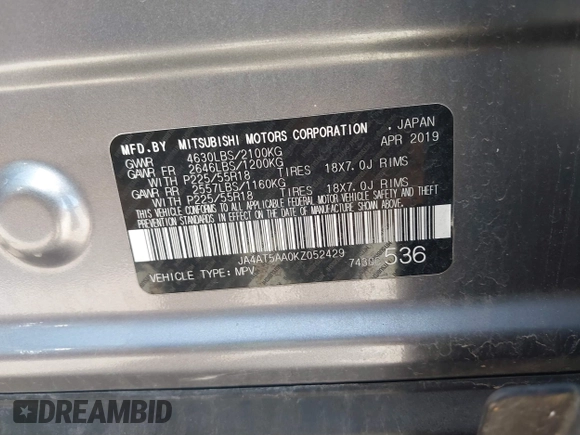 MFD.BY MITSUBISHI MOTORS CORPORATION . JAPAN
GVWR 4630LBS/2100KG APR 2019
GAWR FR 2646LBS/1200KG
WITH P225/55R18 TIRES 18X7.0J RIMS
GAWR RR 2557LBS/1160KG
WITH P225/55R18 TIRES 18X7.0J RIMS
THIS VEHICLE CONFORMS TO ALL APPLICABLE FEDERAL MOTOR VEHICLE SAFETY AND THEFT
PREVENTION STANDARDS IN EFFECT ON THE DATE OF MANUFACTURE SHOWN ABOVE.
JA4AT5AA0KZ052429 536
VEHICLE TYPE: MPV
DREAMBID